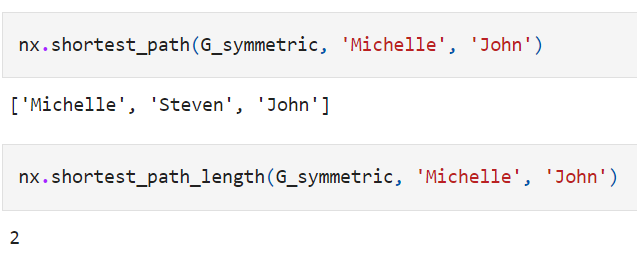 nx.shortest_path(G_symmetric, 'Michelle', 'John')
['Michelle', 'Steven', 'John']
nx.shortest_path_length(G_symmetric, 'Michelle', 'John')
2